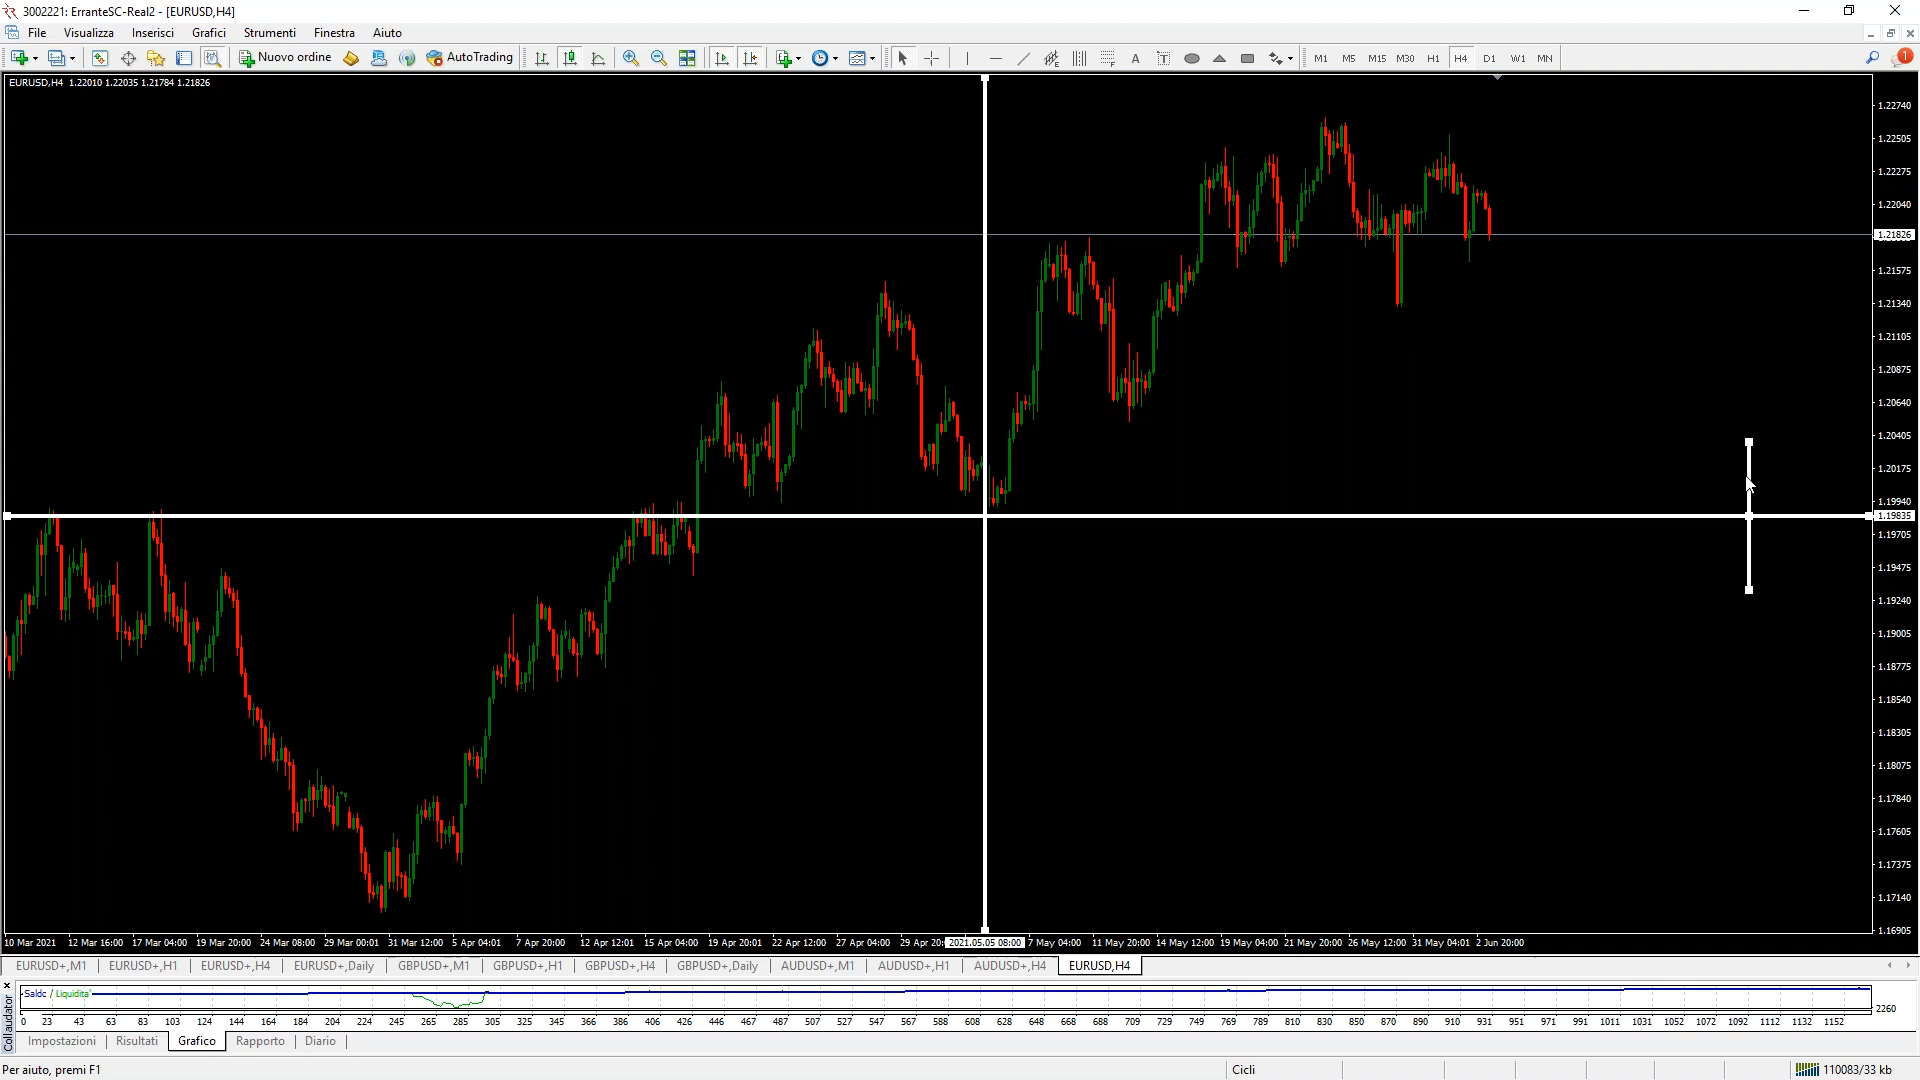 3002221: ErranteSC-Real2 - [EURUSD,H4]
File Visualizza Inserisci Grafici Strumenti Finestra Aiuto
Nuovo ordine AutoTrading A T M1 M5 M15 M30 H1 H4 D1 W1 MN 1
EURUSD,H4 1.22010 1.22035 1.21784 1.21826
1.22740
1.22505
1.22275
1.22040
1.21826
1.21575
1.21340
1.21105
1.20875
1.20640
1.20405
1.20175
1.19940
1.19835
1.19705
1.19475
1.19240
1.19005
1.18775
1.18540
1.18305
1.18075
1.17840
1.17605
1.17375
1.17140
1.16905
10 Mar 2021 12 Mar 16:00 17 Mar 04:00 19 Mar 20:00 24 Mar 08:00 29 Mar 00:01 31 Mar 12:00 5 Apr 04:01 7 Apr 20:00 12 Apr 12:01 15 Apr 04:00 19 Apr 20:01 22 Apr 12:00 27 Apr 04:00 29 Apr 20: 2021.05.05 08:00 7 May 04:00 11 May 20:00 14 May 12:00 19 May 04:00 21 May 20:00 26 May 12:00 31 May 04:01 2 Jun 20:00
EURUSD+,M1 EURUSD+,H1 EURUSD+,H4 EURUSD+,Daily GBPUSD+,M1 GBPUSD+,H1 GBPUSD+,H4 GBPUSD+,Daily AUDUSD+,M1 AUDUSD+,H1 AUDUSD+,H4 EURUSD,H4
Saldo / Liquidita'
2260
0 23 43 63 83 103 124 144 164 184 204 224 245 265 285 305 325 345 366 386 406 426 446 467 487 507 527 547 567 588 608 628 648 668 688 709 729 749 769 789 810 830 850 870 890 910 931 951 971 991 1011 1031 1052 1072 1092 1112 1132 1152
Collaudatore
Impostazioni Risultati Grafico Rapporto Diario
Per aiuto, premi F1 Cicli 110083/33 kb